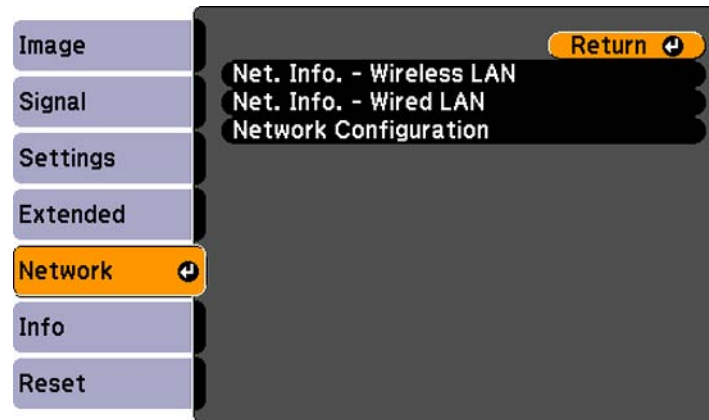 Image
Signal
Settings
Extended
Network
Info
Reset
Return
Net. Info. - Wireless LAN
Net. Info. - Wired LAN
Network Configuration